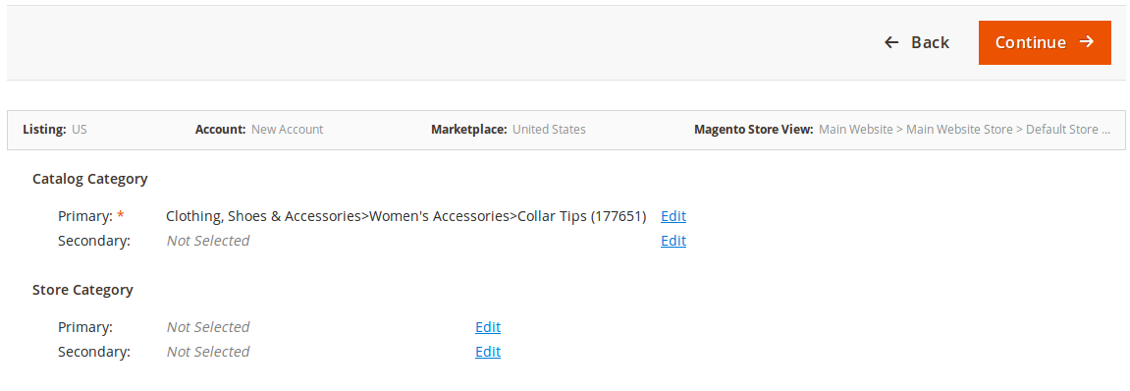 ← Back Continue →
Listing: US Account: New Account Marketplace: United States Magento Store View: Main Website > Main Website Store > Default Store ...
Catalog Category
Primary: * Clothing, Shoes & Accessories>Women's Accessories>Collar Tips (177651) Edit
Secondary: Not Selected Edit
Store Category
Primary: Not Selected Edit
Secondary: Not Selected Edit